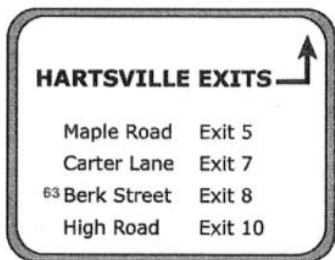 HARTSVILLE EXITS
Maple Road Exit 5
Carter Lane Exit 7
63 Berk Street Exit 8
High Road Exit 10